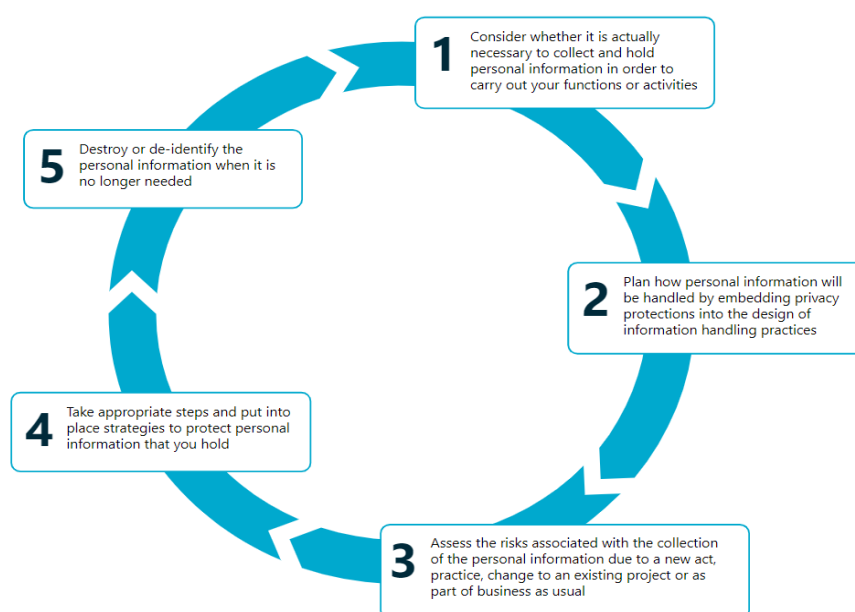 1
Consider whether it is actually
necessary to collect and hold
personal information in order to
carry out your functions or activities
2
Plan how personal information will
be handled by embedding privacy
protections into the design of
information handling practices
3
Assess the risks associated with the collection
of the personal information due to a new act,
practice, change to an existing project or as
part of business as usual
4
Take appropriate steps and put into
place strategies to protect personal
information that you hold
5
Destroy or de-identify the
personal information when it is
no longer needed